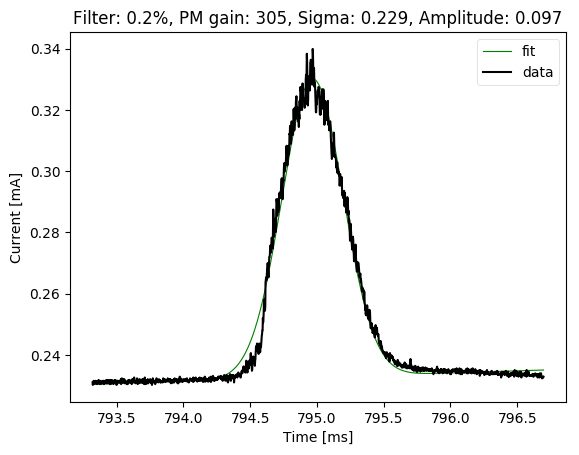 Filter: 0.2%, PM gain: 305, Sigma: 0.229, Amplitude: 0.097
fit
data
Current [mA]
0.34
0.32
0.30
0.28
0.26
0.24
793.5 794.0 794.5 795.0 795.5 796.0 796.5
Time [ms]